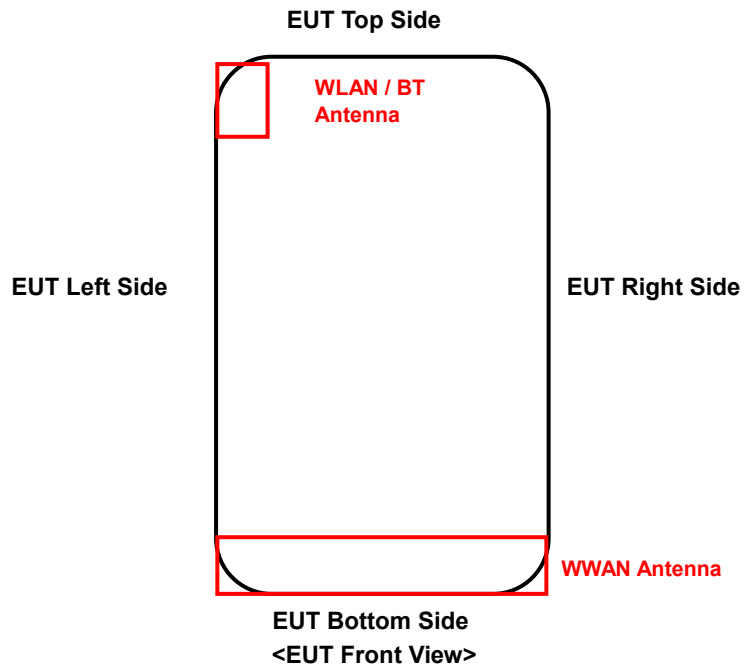 EUT Top Side
WLAN / BT
Antenna
EUT Left Side
EUT Right Side
WWAN Antenna
EUT Bottom Side
<EUT Front View>